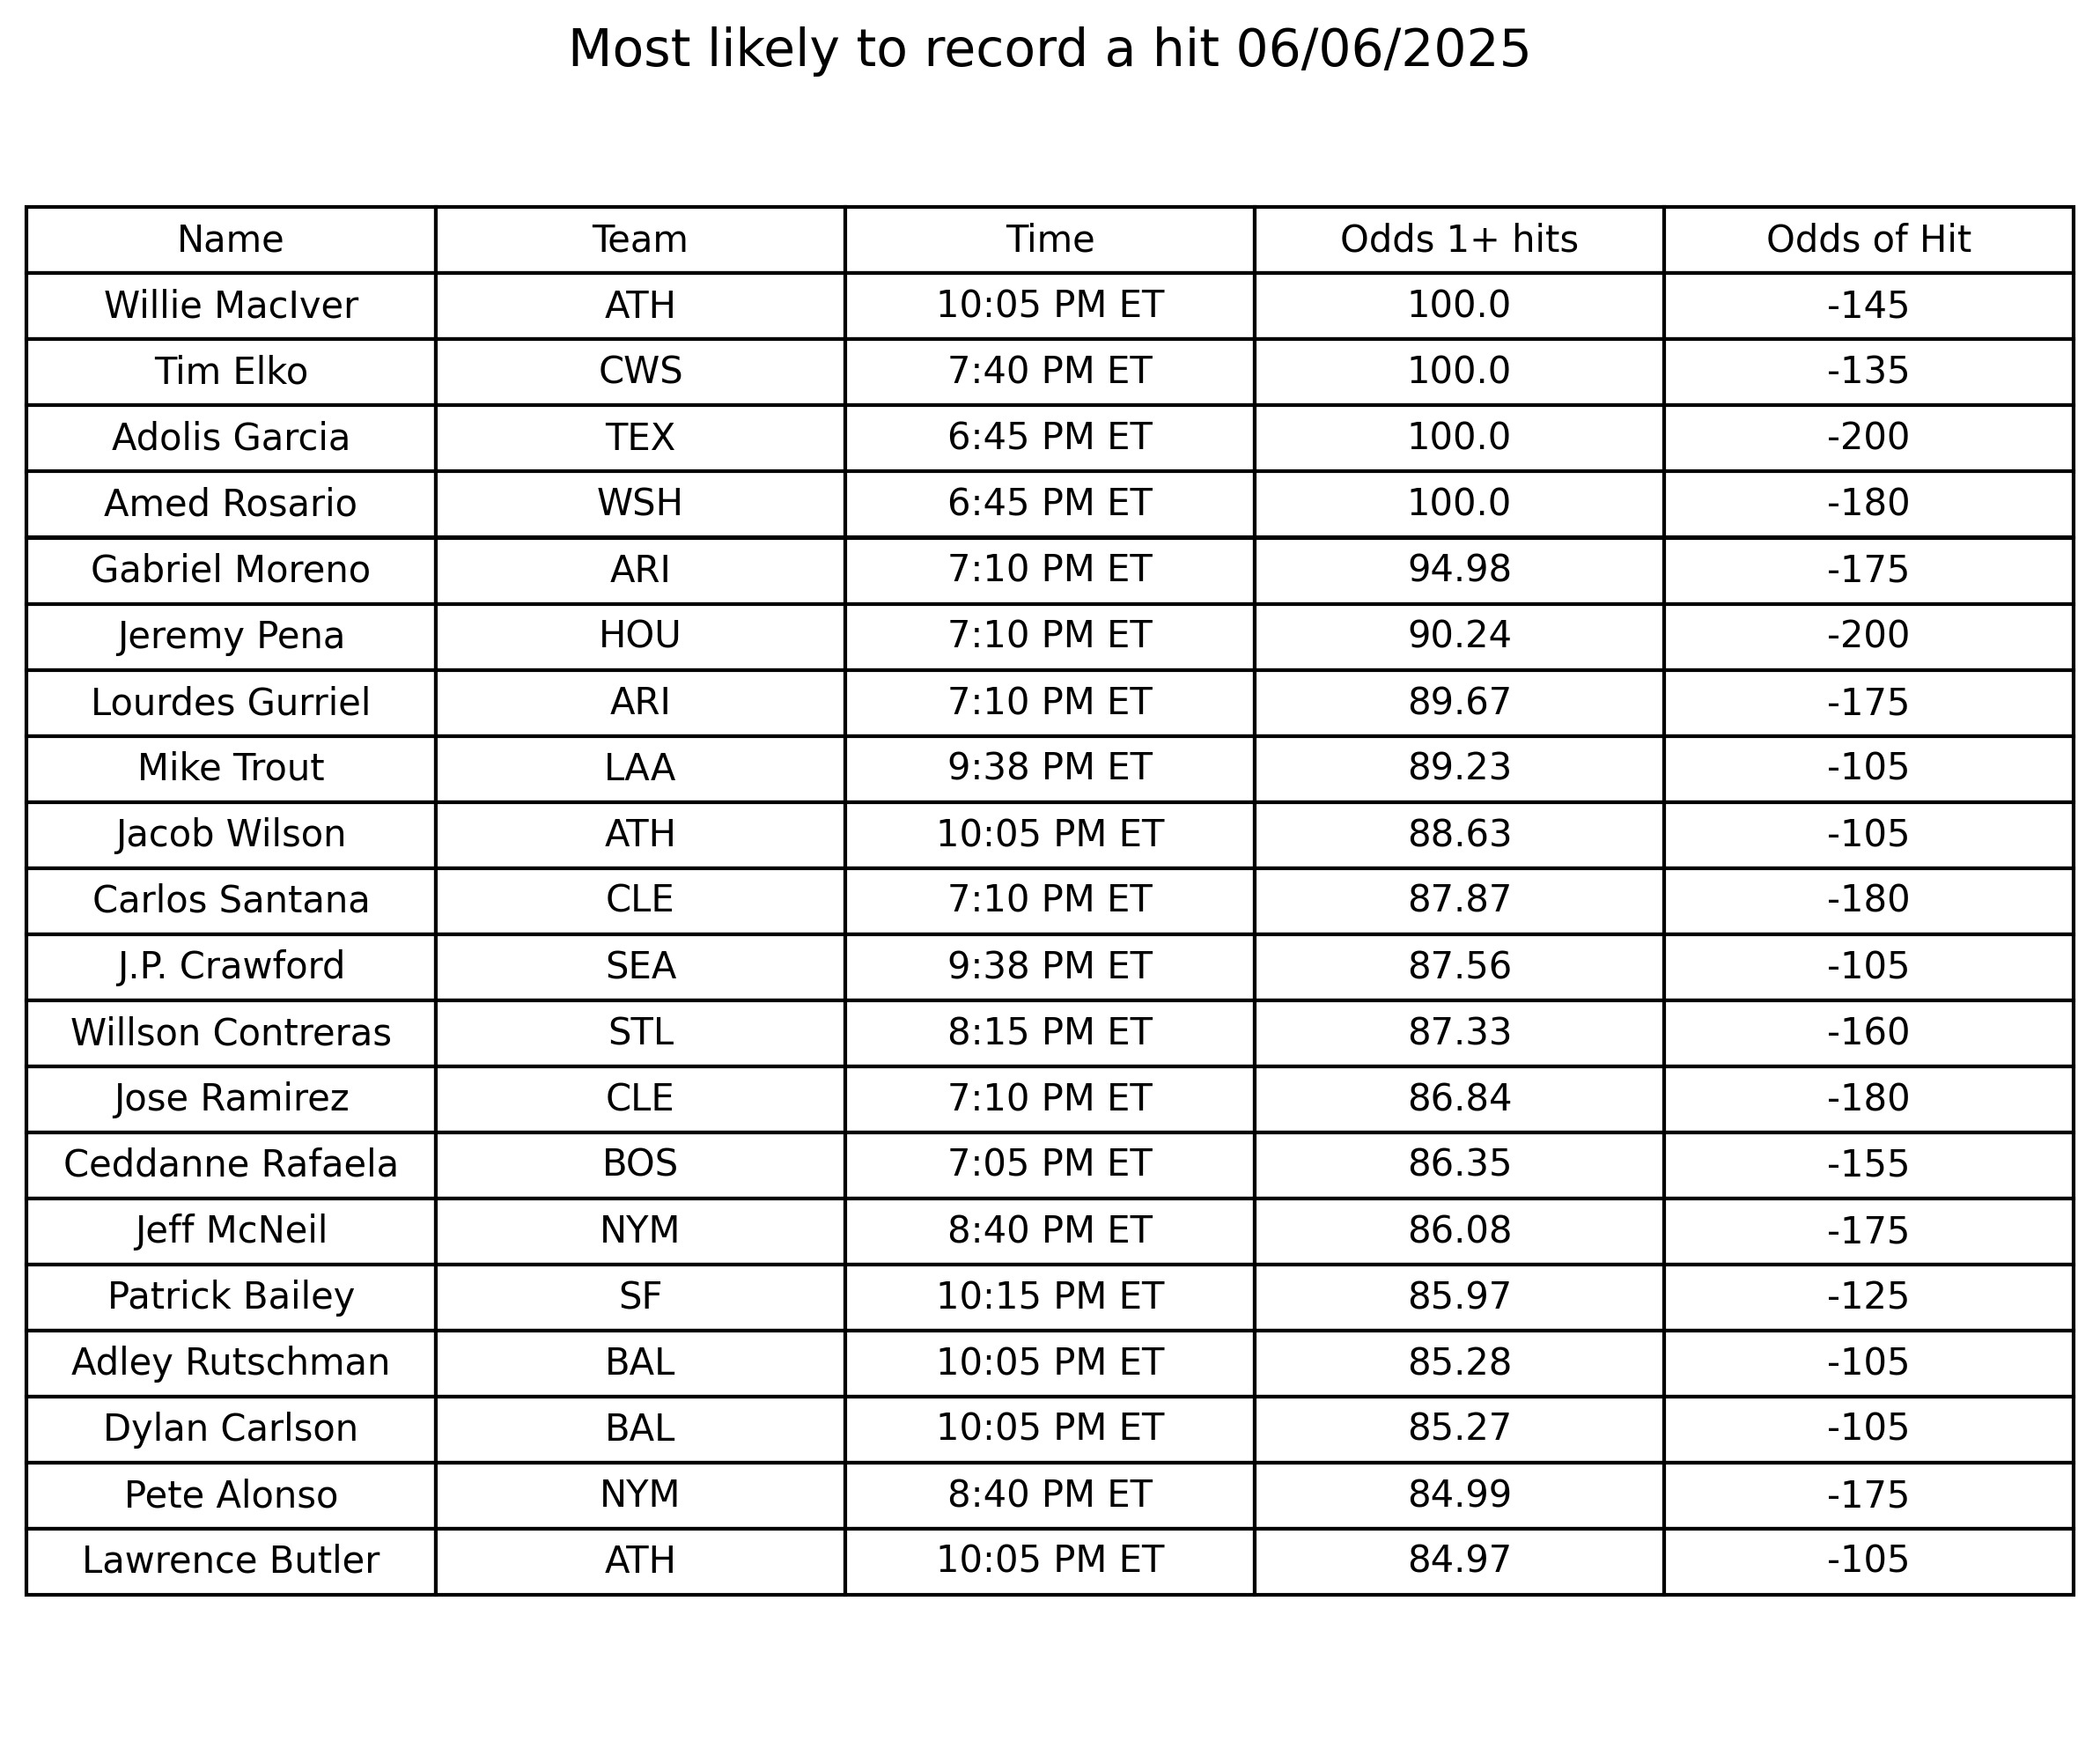 Most likely to record a hit 06/06/2025
Name Team Time Odds 1+ hits Odds of Hit
Willie MacIver ATH 10:05 PM ET 100.0 -145
Tim Elko CWS 7:40 PM ET 100.0 -135
Adolis Garcia TEX 6:45 PM ET 100.0 -200
Amed Rosario WSH 6:45 PM ET 100.0 -180
Gabriel Moreno ARI 7:10 PM ET 94.98 -175
Jeremy Pena HOU 7:10 PM ET 90.24 -200
Lourdes Gurriel ARI 7:10 PM ET 89.67 -175
Mike Trout LAA 9:38 PM ET 89.23 -105
Jacob Wilson ATH 10:05 PM ET 88.63 -105
Carlos Santana CLE 7:10 PM ET 87.87 -180
J.P. Crawford SEA 9:38 PM ET 87.56 -105
Willson Contreras STL 8:15 PM ET 87.33 -160
Jose Ramirez CLE 7:10 PM ET 86.84 -180
Ceddanne Rafaela BOS 7:05 PM ET 86.35 -155
Jeff McNeil NYM 8:40 PM ET 86.08 -175
Patrick Bailey SF 10:15 PM ET 85.97 -125
Adley Rutschman BAL 10:05 PM ET 85.28 -105
Dylan Carlson BAL 10:05 PM ET 85.27 -105
Pete Alonso NYM 8:40 PM ET 84.99 -175
Lawrence Butler ATH 10:05 PM ET 84.97 -105